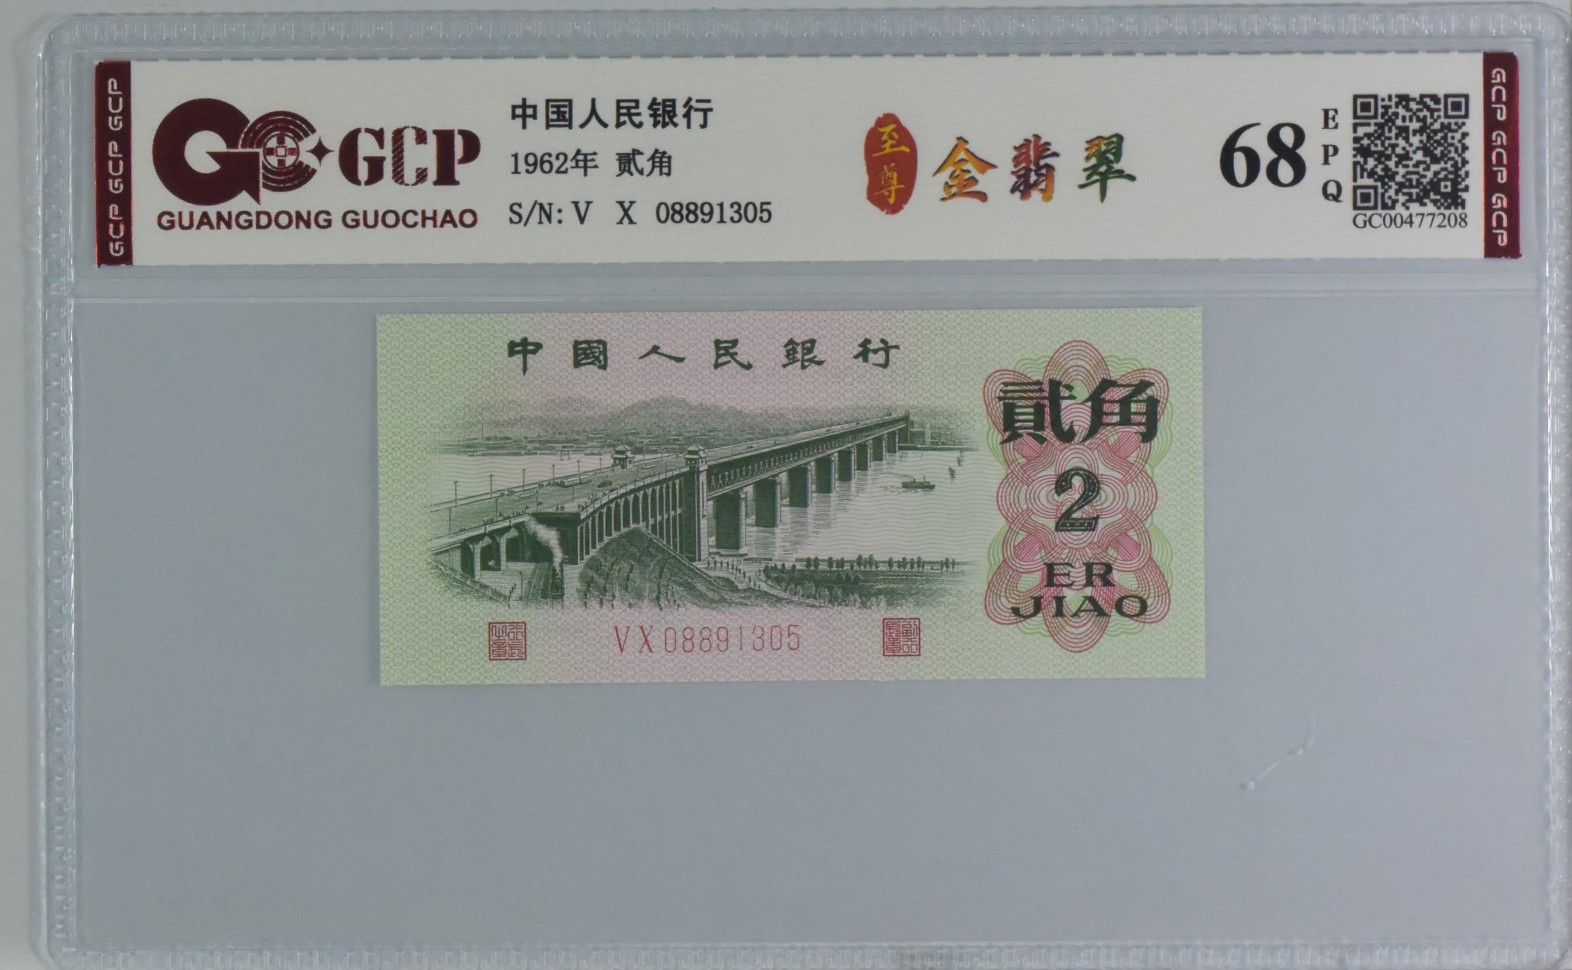 GCP GCP GCP
GCP
GUANGDONG GUOCHAO
中国人民银行
1962年 贰角
S/N: V X 08891305
至尊
金翡翠
68
EPQ
GC00477208
GCP GCP GCP
中國人民銀行
貳角
2
ER
JIAO
VX08891305